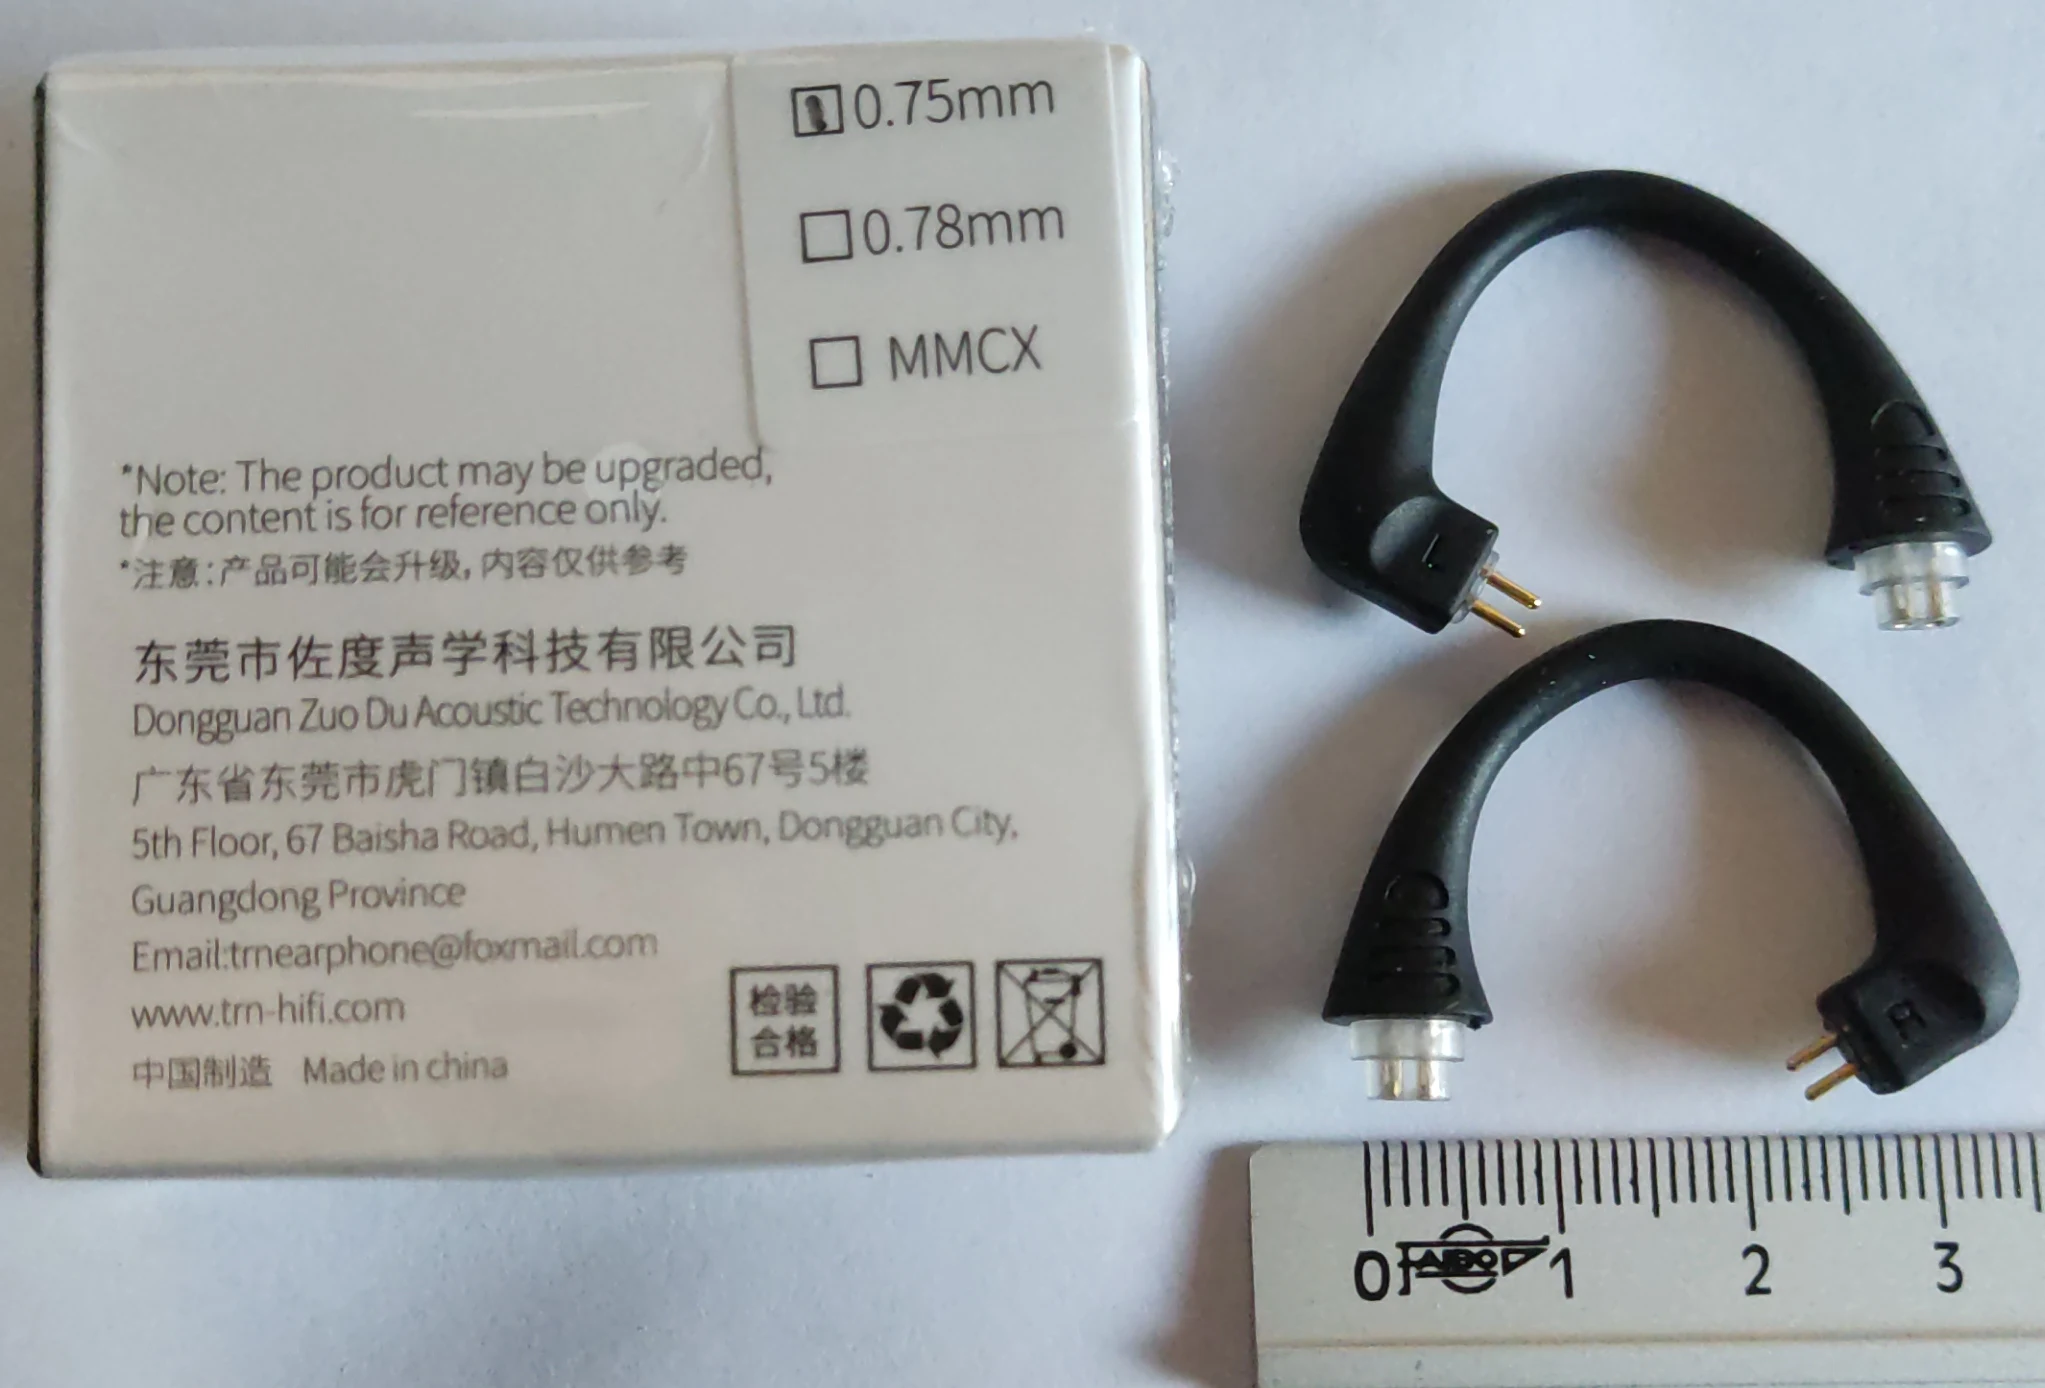 0.75mm
0.78mm
MMCX
*Note: The product may be upgraded,
the content is for reference only.
*注意:产品可能会升级,内容仅供参考
东莞市佐度声学科技有限公司
Dongguan Zuo Du Acoustic Technology Co., Ltd.
广东省东莞市虎门镇白沙大路中67号5楼
5th Floor, 67 Baisha Road, Humen Town, Dongguan City,
Guangdong Province
Email:trnearphone@foxmail.com
www.trn-hifi.com
中国制造 Made in china
检验
合格
L
R
0 1 2 3